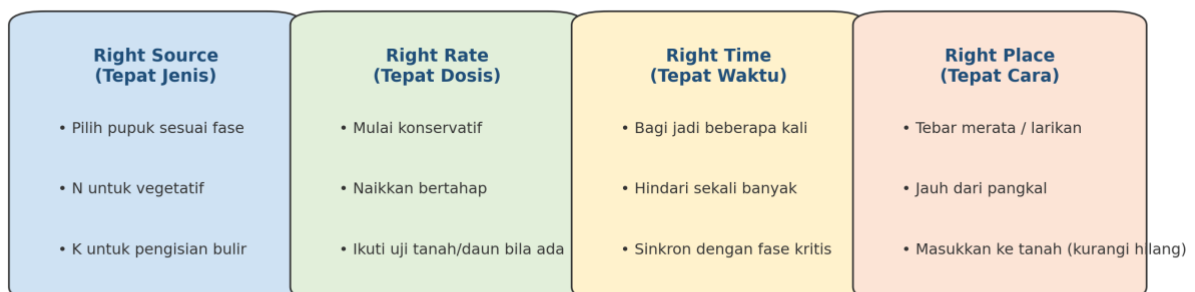 Right Source
(Tepat Jenis)
• Pilih pupuk sesuai fase
• N untuk vegetatif
• K untuk pengisian bulir
Right Rate
(Tepat Dosis)
• Mulai konservatif
• Naikkan bertahap
• Ikuti uji tanah/daun bila ada
Right Time
(Tepat Waktu)
• Bagi jadi beberapa kali
• Hindari sekali banyak
• Sinkron dengan fase kritis
Right Place
(Tepat Cara)
• Tebar merata / larikan
• Jauh dari pangkal
• Masukkan ke tanah (kurangi hilang)